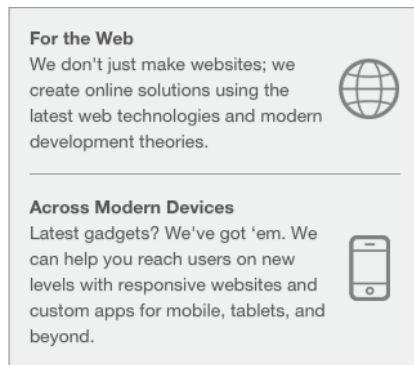 For the Web
We don't just make websites; we
create online solutions using the
latest web technologies and modern
development theories.
Across Modern Devices
Latest gadgets? We've got ‘em. We
can help you reach users on new
levels with responsive websites and
custom apps for mobile, tablets, and
beyond.